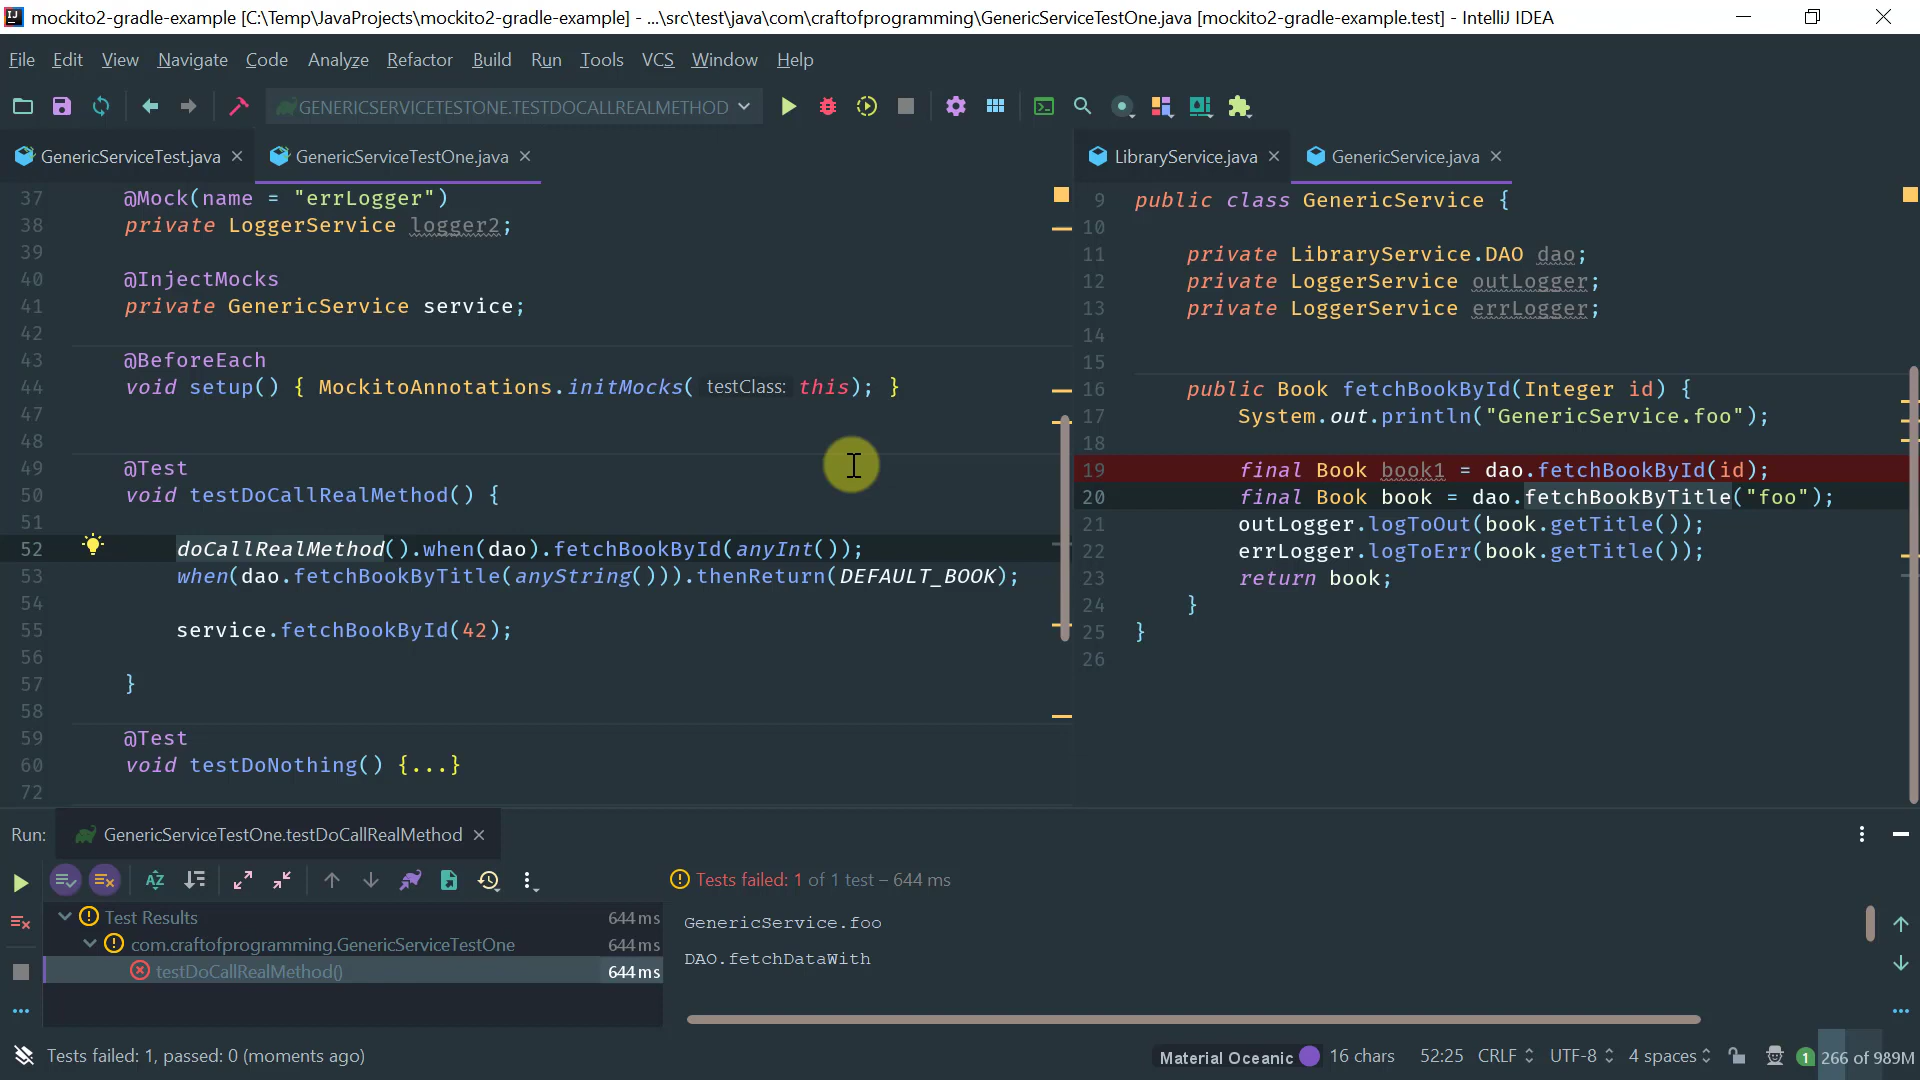 mockito2-gradle-example [C:\Temp\JavaProjects\mockito2-gradle-example] - ...\src\test\java\com\craftofprogramming\GenericServiceTestOne.java [mockito2-gradle-example.test] - IntelliJ IDEA
File Edit View Navigate Code Analyze Refactor Build Run Tools VCS Window Help
GENERICSERVICETESTONE.TESTDOCALLREALMETHOD
GenericServiceTest.java
GenericServiceTestOne.java
37 @Mock(name = "errLogger")
38 private LoggerService logger2;
39
40 @InjectMocks
41 private GenericService service;
42
43 @BeforeEach
44 void setup() { MockitoAnnotations.initMocks( testClass: this); }
47
48
49 @Test
50 void testDoCallRealMethod() {
51
52 doCallRealMethod().when(dao).fetchBookById(anyInt());
53 when(dao.fetchBookByTitle(anyString())).thenReturn(DEFAULT_BOOK);
54
55 service.fetchBookById(42);
56
57 }
58
59 @Test
60 void testDoNothing() {...}
72
LibraryService.java
GenericService.java
9 public class GenericService {
10
11 private LibraryService.DAO dao;
12 private LoggerService outLogger;
13 private LoggerService errLogger;
14
15
16 public Book fetchBookById(Integer id) {
17 System.out.println("GenericService.foo");
18
19 final Book book1 = dao.fetchBookById(id);
20 final Book book = dao.fetchBookByTitle("foo");
21 outLogger.logToOut(book.getTitle());
22 errLogger.logToErr(book.getTitle());
23 return book;
24 }
25 }
26
Run: GenericServiceTestOne.testDoCallRealMethod
Tests failed: 1 of 1 test – 644 ms
Test Results 644 ms
com.craftofprogramming.GenericServiceTestOne 644 ms
testDoCallRealMethod() 644 ms
GenericService.foo
DAO.fetchDataWith
Tests failed: 1, passed: 0 (moments ago)
Material Oceanic 16 chars 52:25 CRLF UTF-8 4 spaces 1 266 of 989M